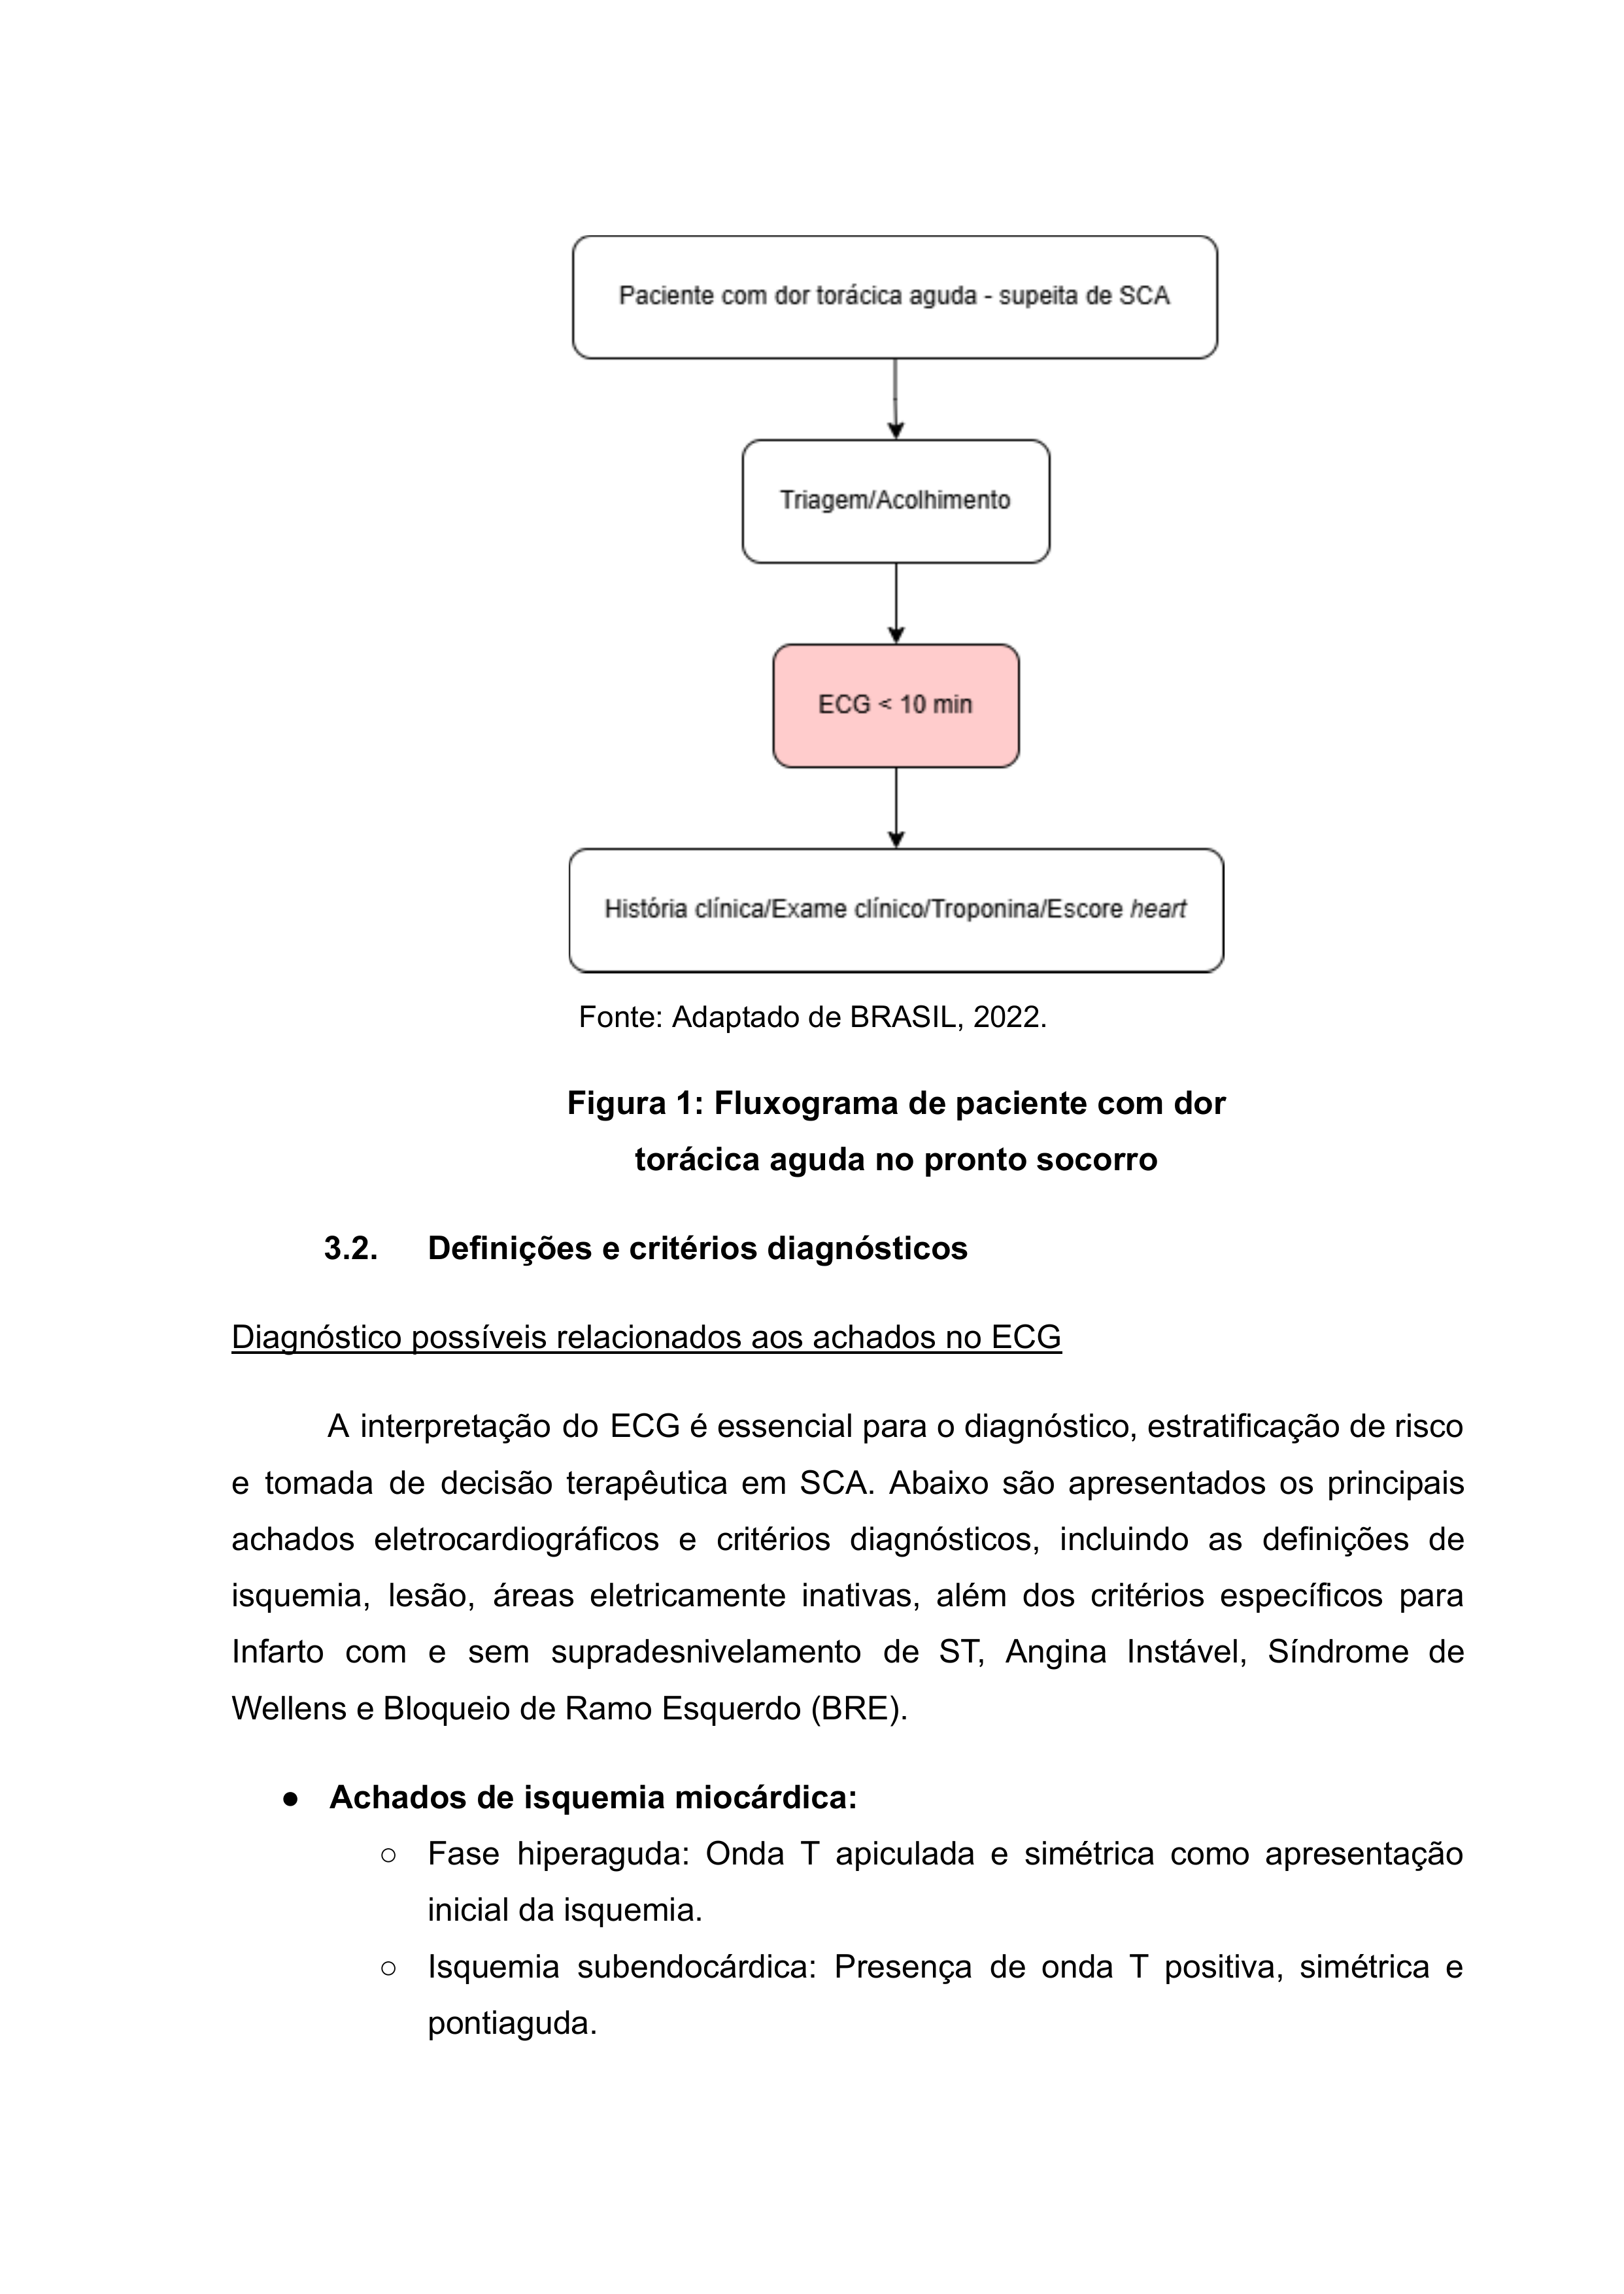 Paciente com dor torácica aguda - supeita de SCA
Triagem/Acolhimento
ECG < 10 min
História clínica/Exame clínico/Troponina/Escore heart
Fonte: Adaptado de BRASIL, 2022.
Figura 1: Fluxograma de paciente com dor
torácica aguda no pronto socorro
3.2. Definições e critérios diagnósticos
Diagnóstico possíveis relacionados aos achados no ECG
A interpretação do ECG é essencial para o diagnóstico, estratificação de risco
e tomada de decisão terapêutica em SCA. Abaixo são apresentados os principais
achados eletrocardiográficos e critérios diagnósticos, incluindo as definições de
isquemia, lesão, áreas eletricamente inativas, além dos critérios específicos para
Infarto com e sem supradesnivelamento de ST, Angina Instável, Síndrome de
Wellens e Bloqueio de Ramo Esquerdo (BRE).
● Achados de isquemia miocárdica:
○ Fase hiperaguda: Onda T apiculada e simétrica como apresentação
inicial da isquemia.
○ Isquemia subendocárdica: Presença de onda T positiva, simétrica e
pontiaguda.